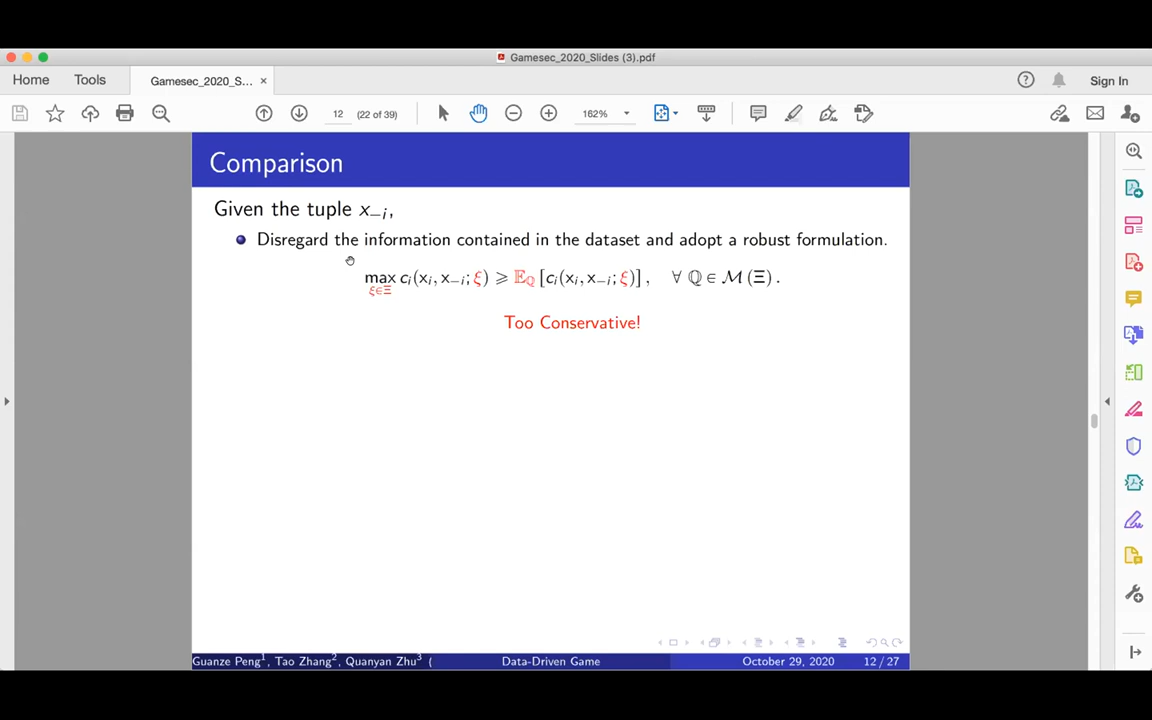 Gamesec_2020_Slides (3).pdf
Home Tools Gamesec_2020_S... × Sign In
12 (22 of 39) 162%
Comparison
Given the tuple x₋ᵢ,
Disregard the information contained in the dataset and adopt a robust formulation.
max cᵢ(xᵢ, x₋ᵢ; ξ) ⩾ 𝔼_ℚ [cᵢ(xᵢ, x₋ᵢ; ξ)], ∀ ℚ ∈ ℳ (Ξ).
ξ∈Ξ
Too Conservative!
Guanze Peng¹, Tao Zhang², Quanyan Zhu³ ( Data-Driven Game October 29, 2020 12 / 27